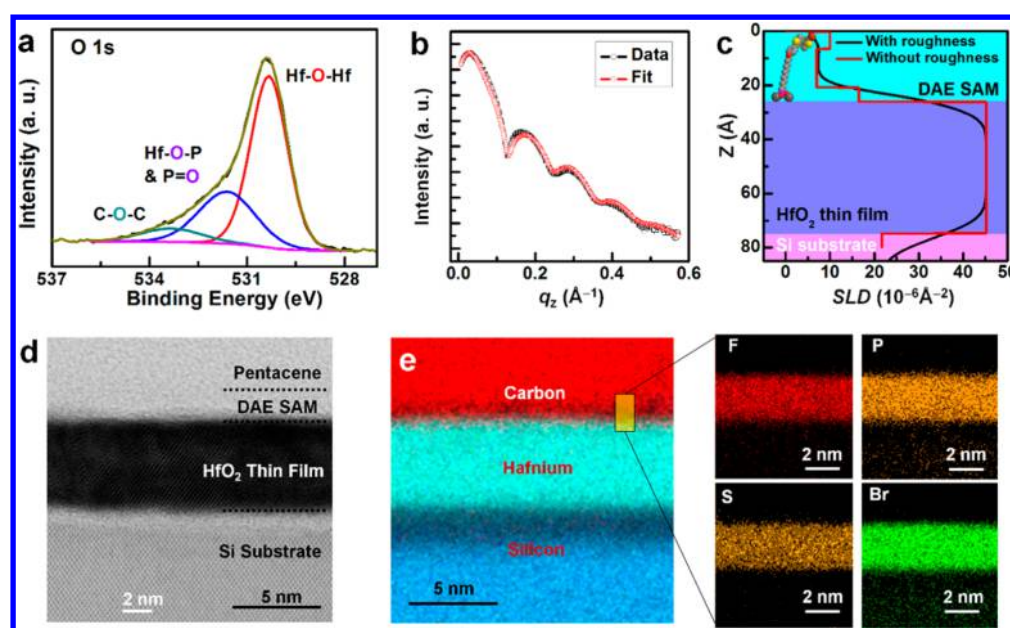 a
O 1s
Hf-O-Hf
Hf-O-P
& P=O
C-O-C
Intensity (a. u.)
537
534
531
528
Binding Energy (eV)
b
Data
Fit
Intensity (a. u.)
0.0
0.2
0.4
0.6
qz (Å−1)
c
With roughness
Without roughness
DAE SAM
HfO2 thin film
Si substrate
Z (Å)
0
20
40
60
80
0
10
20
30
40
50
SLD (10−6Å−2)
d
Pentacene
DAE SAM
HfO2 Thin Film
Si Substrate
2 nm
5 nm
e
Carbon
Hafnium
Silicon
5 nm
F
2 nm
P
2 nm
S
2 nm
Br
2 nm